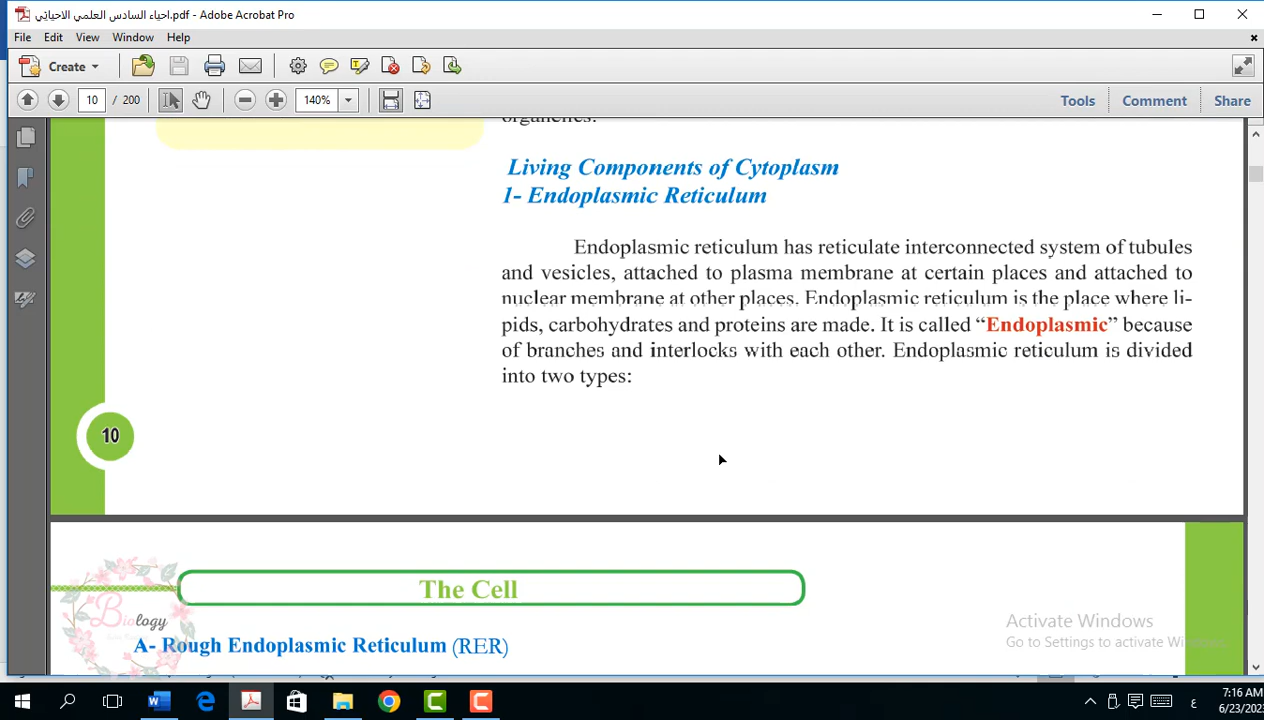 احياء السادس العلمي الاحيائي.pdf - Adobe Acrobat Pro
File Edit View Window Help
Create
10 / 200 140% Tools Comment Share
organelles.
Living Components of Cytoplasm
1- Endoplasmic Reticulum
Endoplasmic reticulum has reticulate interconnected system of tubules
and vesicles, attached to plasma membrane at certain places and attached to
nuclear membrane at other places. Endoplasmic reticulum is the place where li-
pids, carbohydrates and proteins are made. It is called “Endoplasmic” because
of branches and interlocks with each other. Endoplasmic reticulum is divided
into two types:
10
The Cell
Biology
A- Rough Endoplasmic Reticulum (RER)
Activate Windows
Go to Settings to activate Windows.
7:16 AM
ع
6/23/202